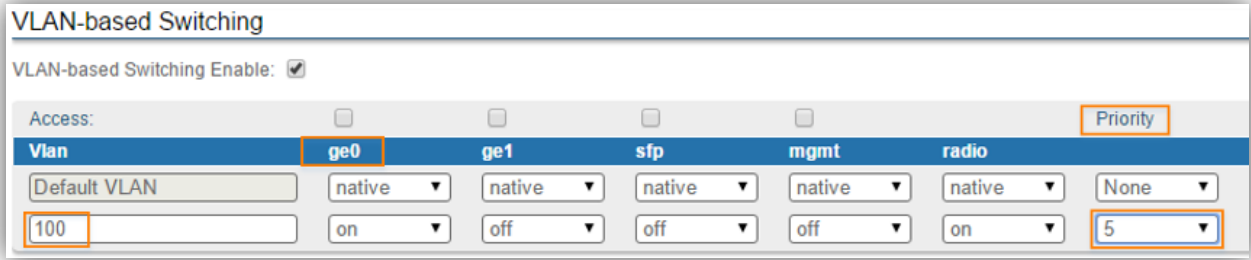 VLAN-based Switching
VLAN-based Switching Enable:
Access: Priority
Vlan ge0 ge1 sfp mgmt radio
Default VLAN native native native native native None
100 on off off off on 5